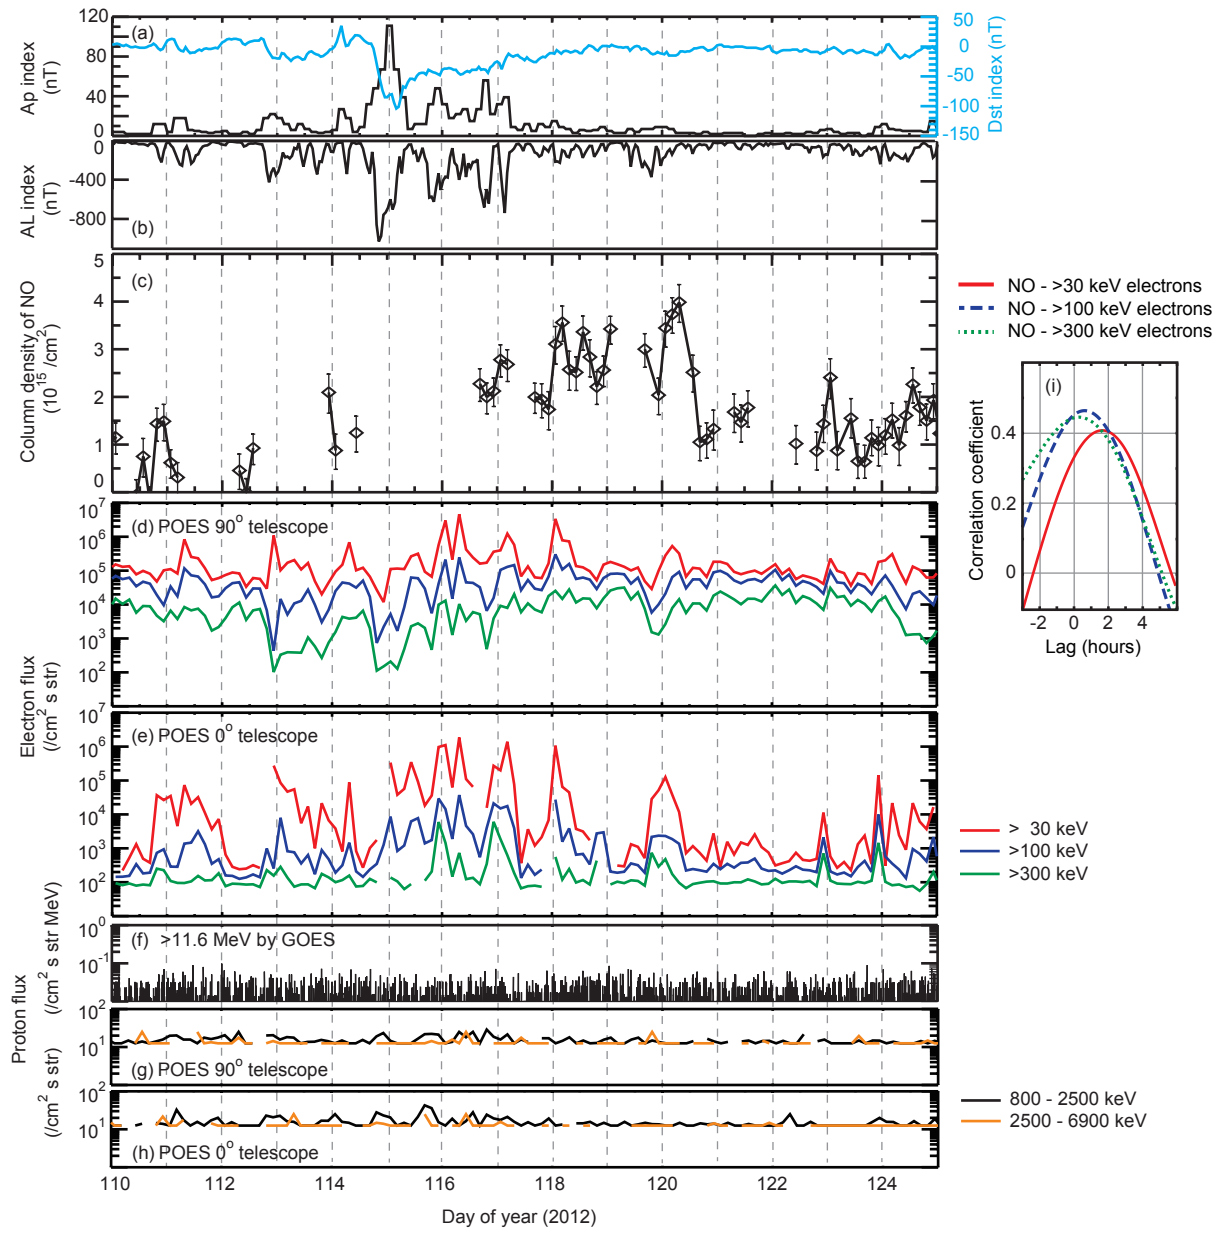 (a)
120
80
40
0
Ap index
(nT)
50
0
-50
-100
-150
Dst index (nT)
(b)
0
-400
-800
AL index
(nT)
(c)
5
4
3
2
1
0
Column density of NO
(10^15 /cm^2)
NO - >30 keV electrons
NO - >100 keV electrons
NO - >300 keV electrons
(i)
0.4
0.2
0
Correlation coefficient
-2 0 2 4
Lag (hours)
(d) POES 90° telescope
10^7
10^6
10^5
10^4
10^3
10^2
7
Electron flux
(/cm^2 s str)
(e) POES 0° telescope
10^7
10^6
10^5
10^4
10^3
10^2
> 30 keV
>100 keV
>300 keV
(f) >11.6 MeV by GOES
10^0
10^0
10^-1
10^2
Proton flux
(/cm^2 s str MeV)
(g) POES 90° telescope
10^2
10^1
10^2
(/cm^2 s str)
(h) POES 0° telescope
10^2
10^1
800 - 2500 keV
2500 - 6900 keV
110 112 114 116 118 120 122 124
Day of year (2012)